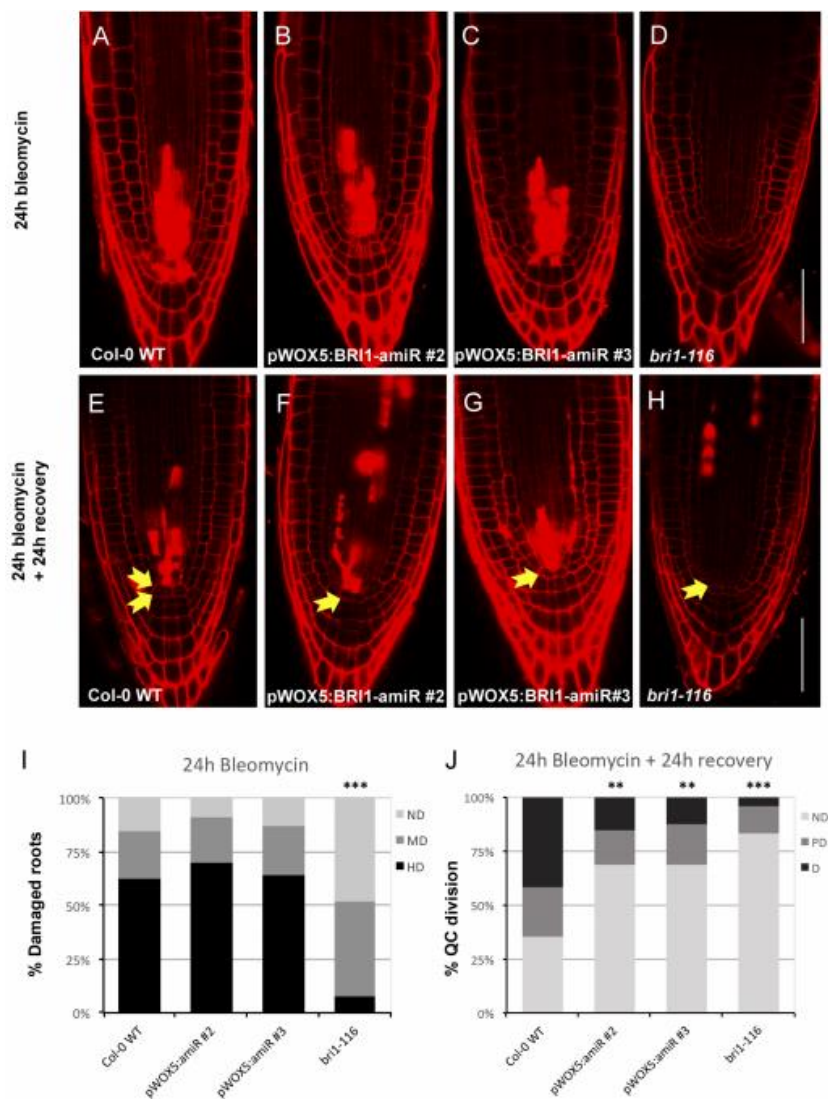 A
B
C
D
24h bleomycin
Col-0 WT
pWOX5:BRI1-amiR #2
pWOX5:BRI1-amiR #3
bri1-116
E
F
G
H
24h bleomycin
+ 24h recovery
Col-0 WT
pWOX5:BRI1-amiR #2
pWOX5:BRI1-amiR#3
bri1-116
I
24h Bleomycin
***
100%
75%
50%
25%
0%
% Damaged roots
ND
MD
HD
Col-0 WT
pWOX5:amiR #2
pWOX5:amiR #3
bri1-116
J
24h Bleomycin + 24h recovery
**
**
***
100%
75%
50%
25%
0%
% QC division
ND
PD
D
Col-0 WT
pWOX5:amiR #2
pWOX5:amiR #3
bri1-116